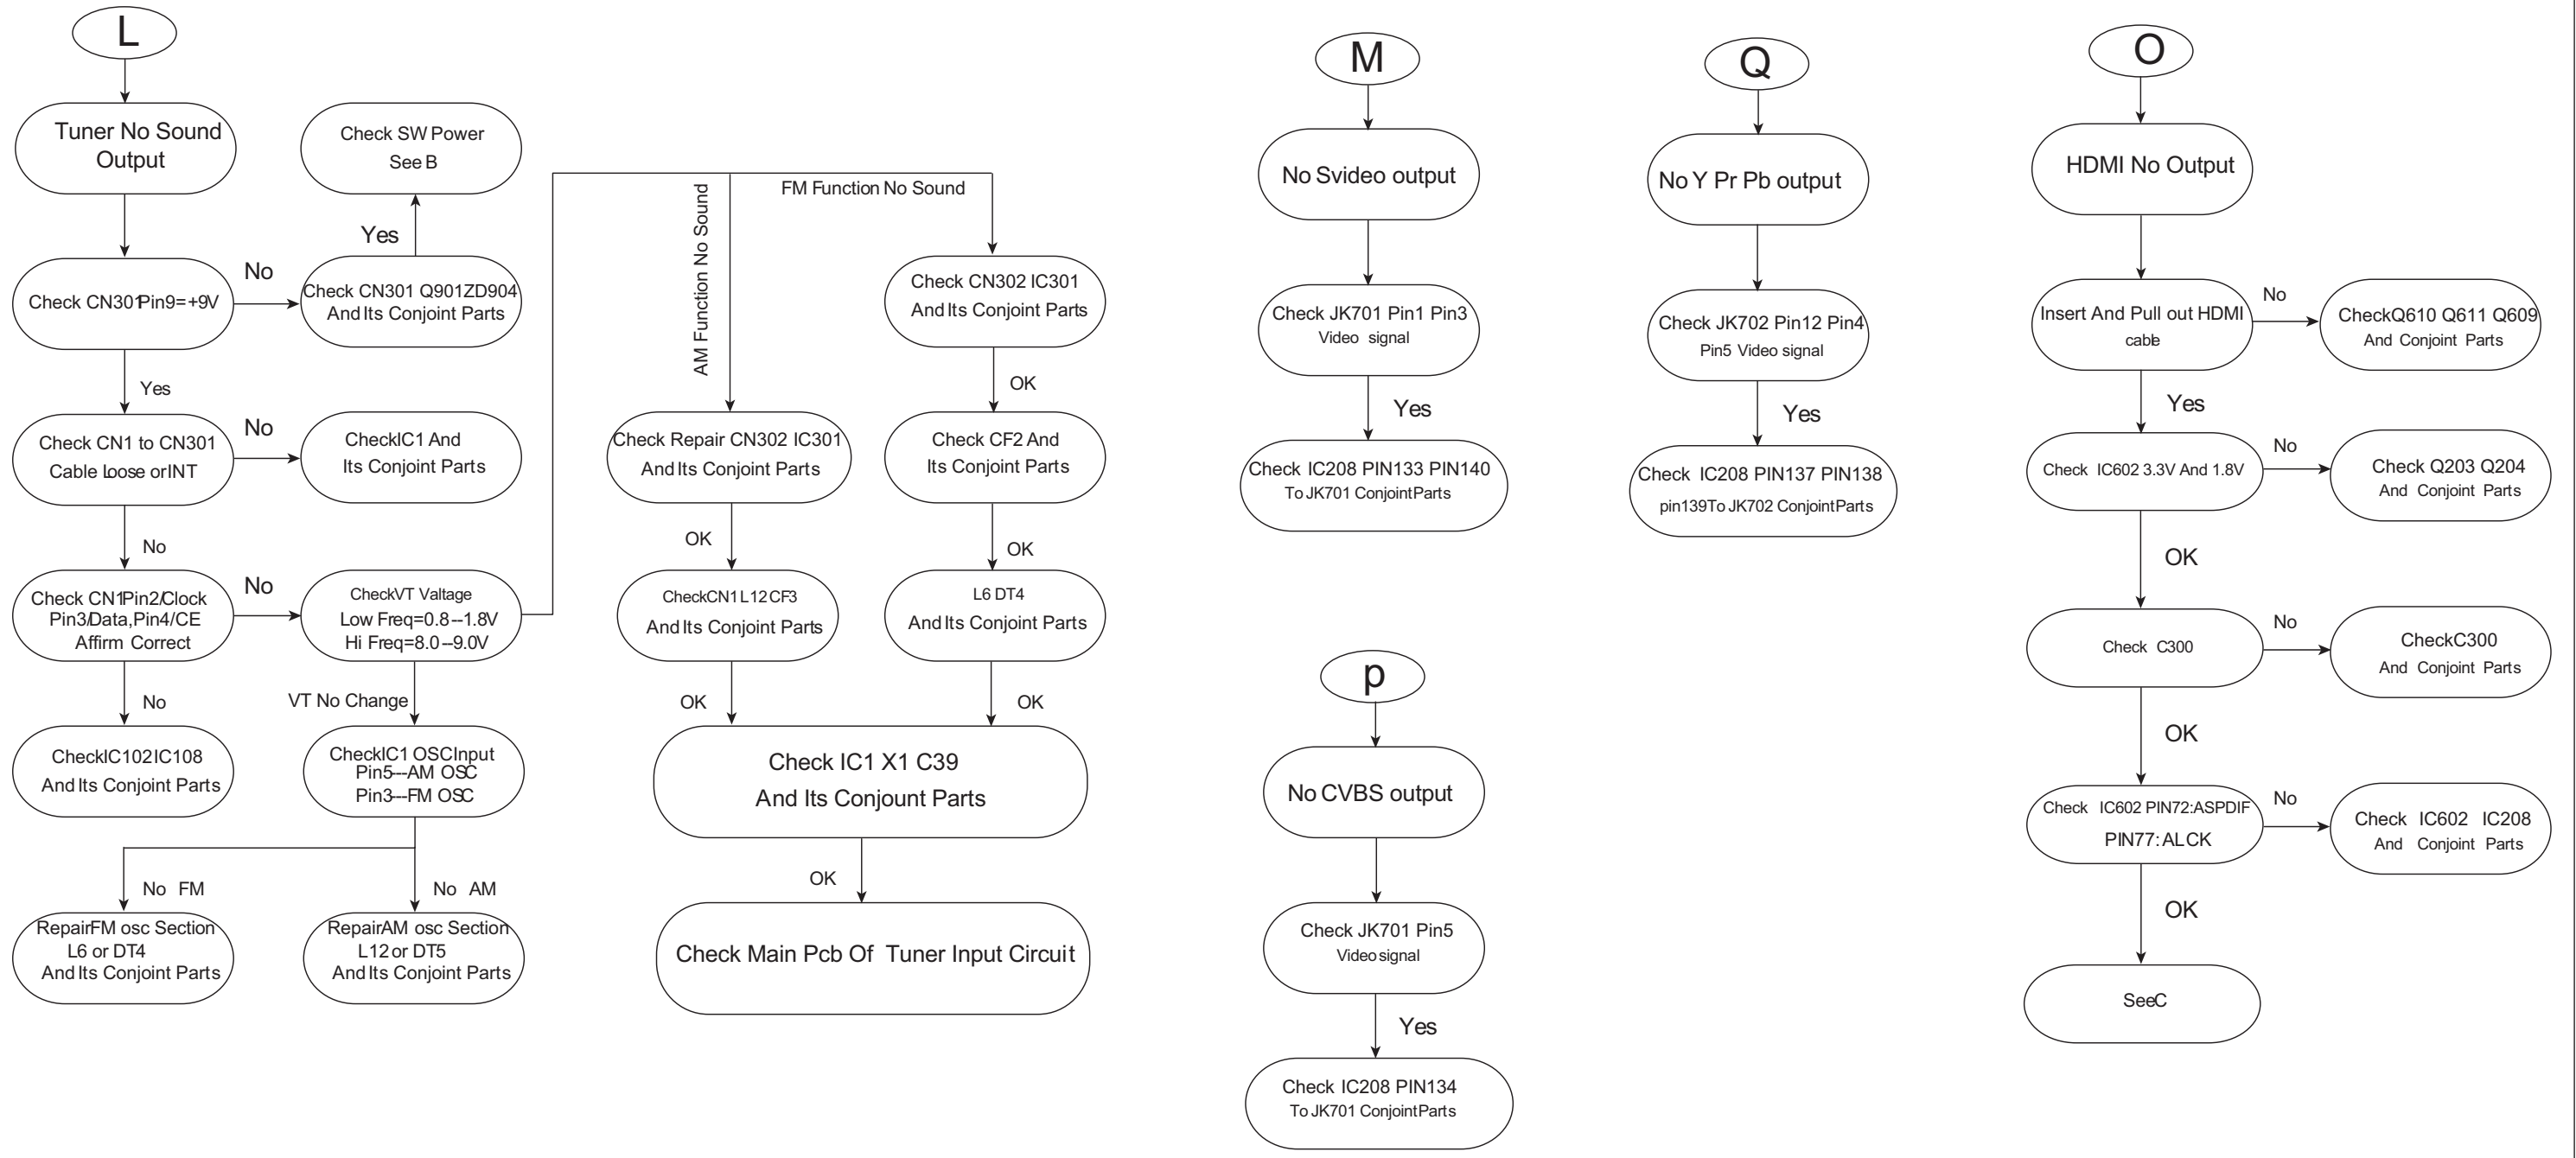 L
Tuner No Sound
Output
Check SW Power
See B
Yes
Check CN301Pin9=+9V
No
Check CN301 Q901ZD904
And Its Conjoint Parts
Yes
Check CN1 to CN301
Cable Loose orINT
No
CheckIC1 And
Its Conjoint Parts
No
Check CN1Pin2/Clock
Pin3/Data,Pin4/CE
Affirm Correct
No
CheckVT Valtage
Low Freq=0.8--1.8V
Hi Freq=8.0--9.0V
No
CheckIC102IC108
And Its Conjoint Parts
VT No Change
CheckIC1 OSCInput
Pin5---AM OSC
Pin3---FM OSC
No FM
RepairFM osc Section
L6 or DT4
And Its Conjoint Parts
No AM
RepairAM osc Section
L12 or DT5
And Its Conjoint Parts
AM Function No Sound
FM Function No Sound
Check Repair CN302 IC301
And Its Conjoint Parts
OK
CheckCN1 L12 CF3
And Its Conjoint Parts
OK
Check CN302 IC301
And Its Conjoint Parts
OK
Check CF2 And
Its Conjoint Parts
OK
L6 DT4
And Its Conjoint Parts
OK
Check IC1 X1 C39
And Its Conjount Parts
OK
Check Main Pcb Of Tuner Input Circuit
M
No Svideo output
Check JK701 Pin1 Pin3
Video signal
Yes
Check IC208 PIN133 PIN140
To JK701 ConjointParts
p
No CVBS output
Check JK701 Pin5
Video signal
Yes
Check IC208 PIN134
To JK701 ConjointParts
Q
No Y Pr Pb output
Check JK702 Pin12 Pin4
Pin5 Video signal
Yes
Check IC208 PIN137 PIN138
pin139To JK702 ConjointParts
O
HDMI No Output
Insert And Pull out HDMI
cable
No
CheckQ610 Q611 Q609
And Conjoint Parts
Yes
Check IC602 3.3V And 1.8V
No
Check Q203 Q204
And Conjoint Parts
OK
Check C300
No
CheckC300
And Conjoint Parts
OK
Check IC602 PIN72:ASPDIF
PIN77:ALCK
No
Check IC602 IC208
And Conjoint Parts
OK
SeeC